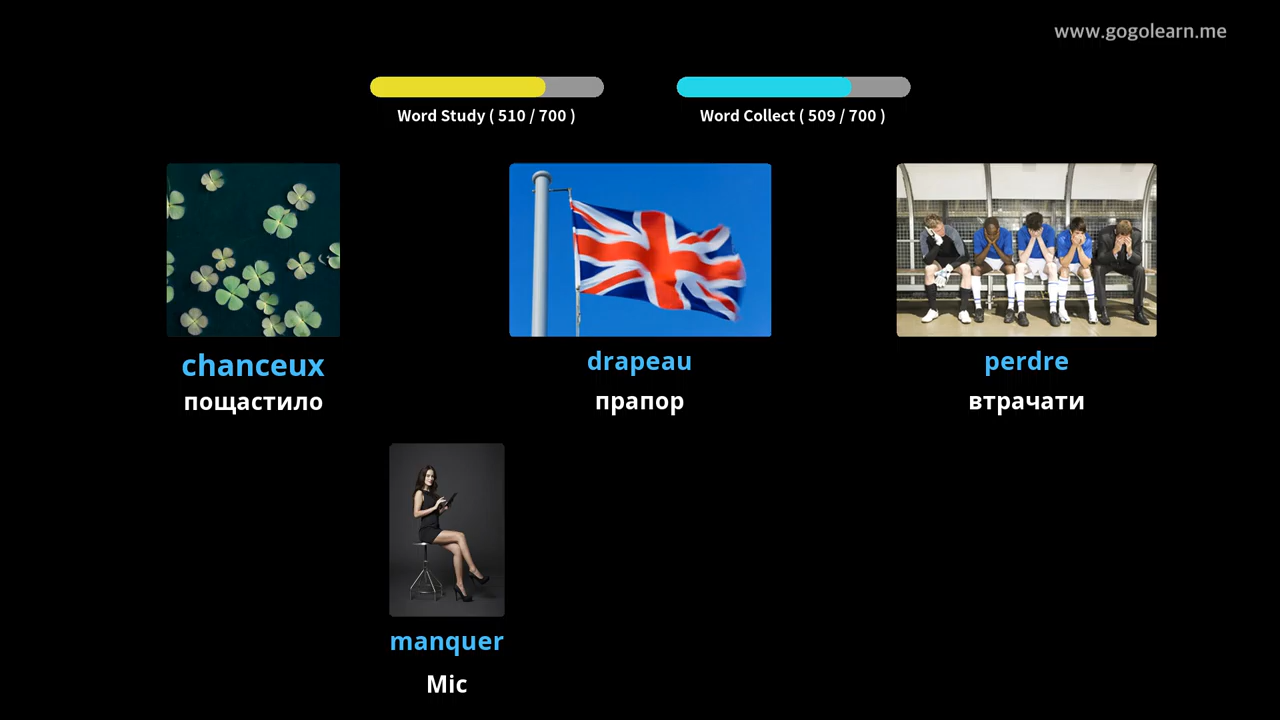 www.gogolearn.me
Word Study ( 510 / 700 )
Word Collect ( 509 / 700 )
chanceux
пощастило
drapeau
прапор
perdre
втрачати
manquer
Міс